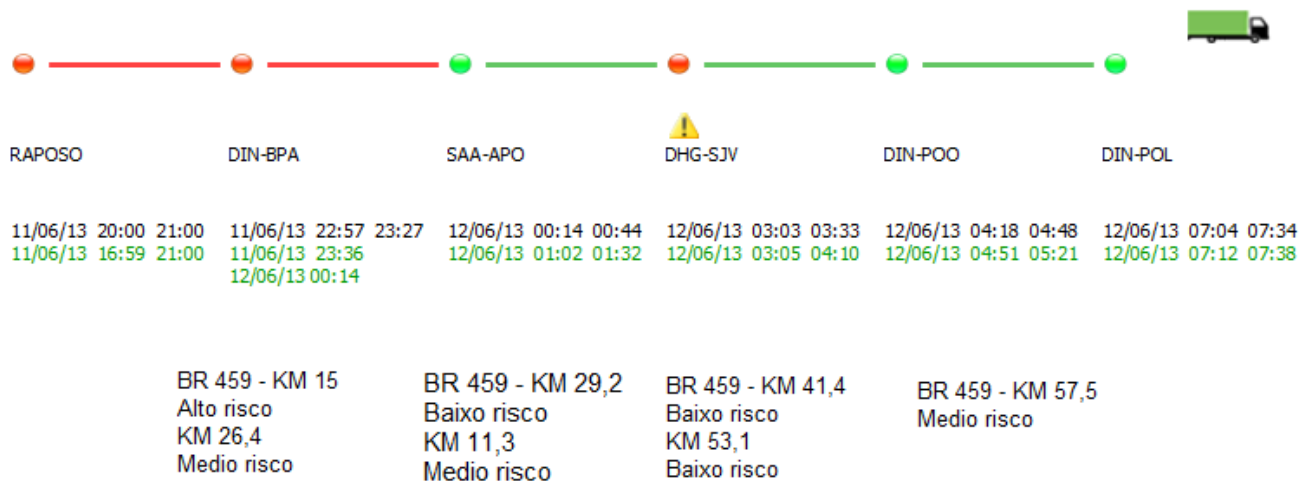 RAPOSO
DIN-BPA
SAA-APO
DHG-SJV
DIN-POO
DIN-POL
11/06/13 20:00 21:00
11/06/13 16:59 21:00
11/06/13 22:57 23:27
11/06/13 23:36
12/06/13 00:14
12/06/13 00:14 00:44
12/06/13 01:02 01:32
12/06/13 03:03 03:33
12/06/13 03:05 04:10
12/06/13 04:18 04:48
12/06/13 04:51 05:21
12/06/13 07:04 07:34
12/06/13 07:12 07:38
BR 459 - KM 15
Alto risco
KM 26,4
Medio risco
BR 459 - KM 29,2
Baixo risco
KM 11,3
Medio risco
BR 459 - KM 41,4
Baixo risco
KM 53,1
Baixo risco
BR 459 - KM 57,5
Medio risco